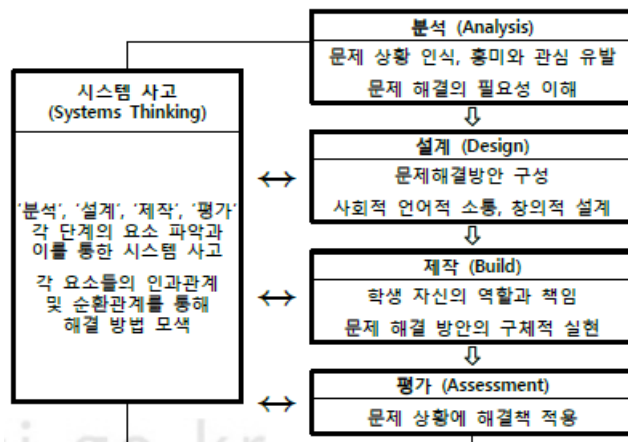 분석 (Analysis)
문제 상황 인식, 흥미와 관심 유발
문제 해결의 필요성 이해
시스템 사고
(Systems Thinking)
'분석', '설계', '제작', '평가'
각 단계의 요소 파악과
이를 통한 시스템 사고
각 요소들의 인과관계
및 순환관계를 통해
해결 방법 모색
설계 (Design)
문제해결방안 구성
사회적 언어적 소통, 창의적 설계
제작 (Build)
학생 자신의 역할과 책임
문제 해결 방안의 구체적 실현
평가 (Assessment)
문제 상황에 해결책 적용